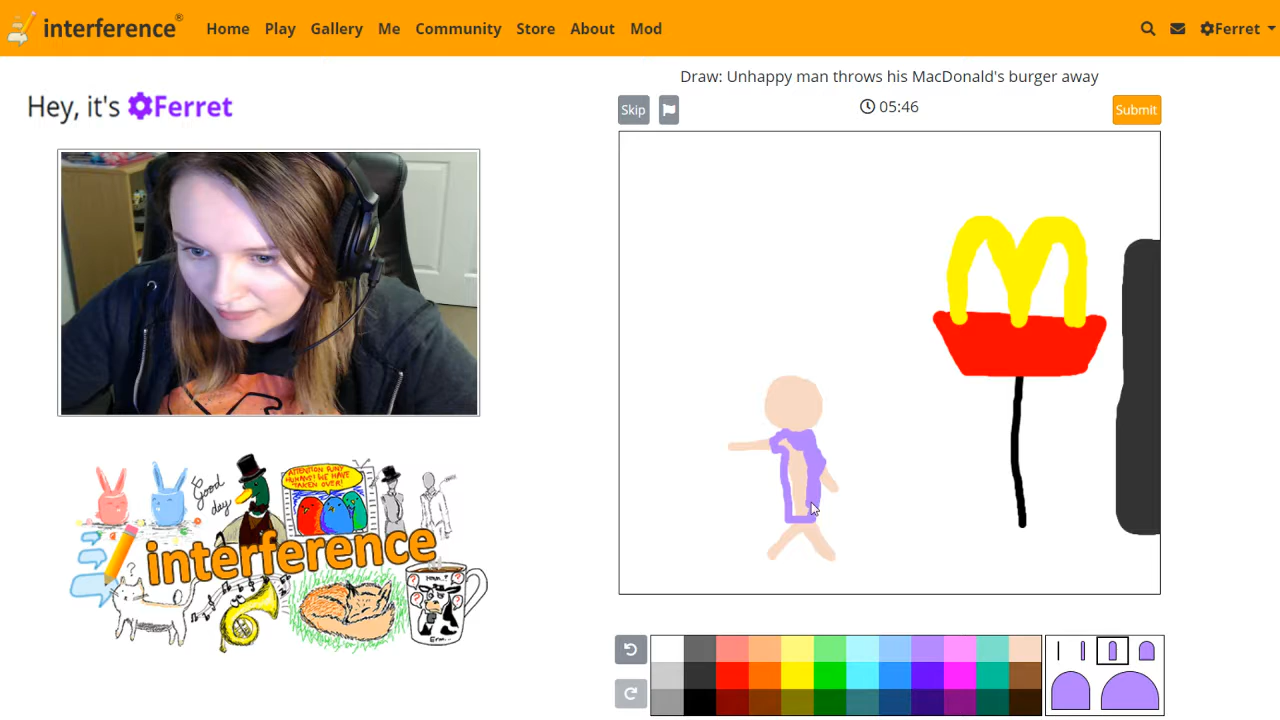 interference®
Home Play Gallery Me Community Store About Mod
Ferret
Hey, it's Ferret
Draw: Unhappy man throws his MacDonald's burger away
Skip
05:46
Submit
Good day
ATTENTION PUNY HUMANS! WE HAVE TAKEN OVER!
interference